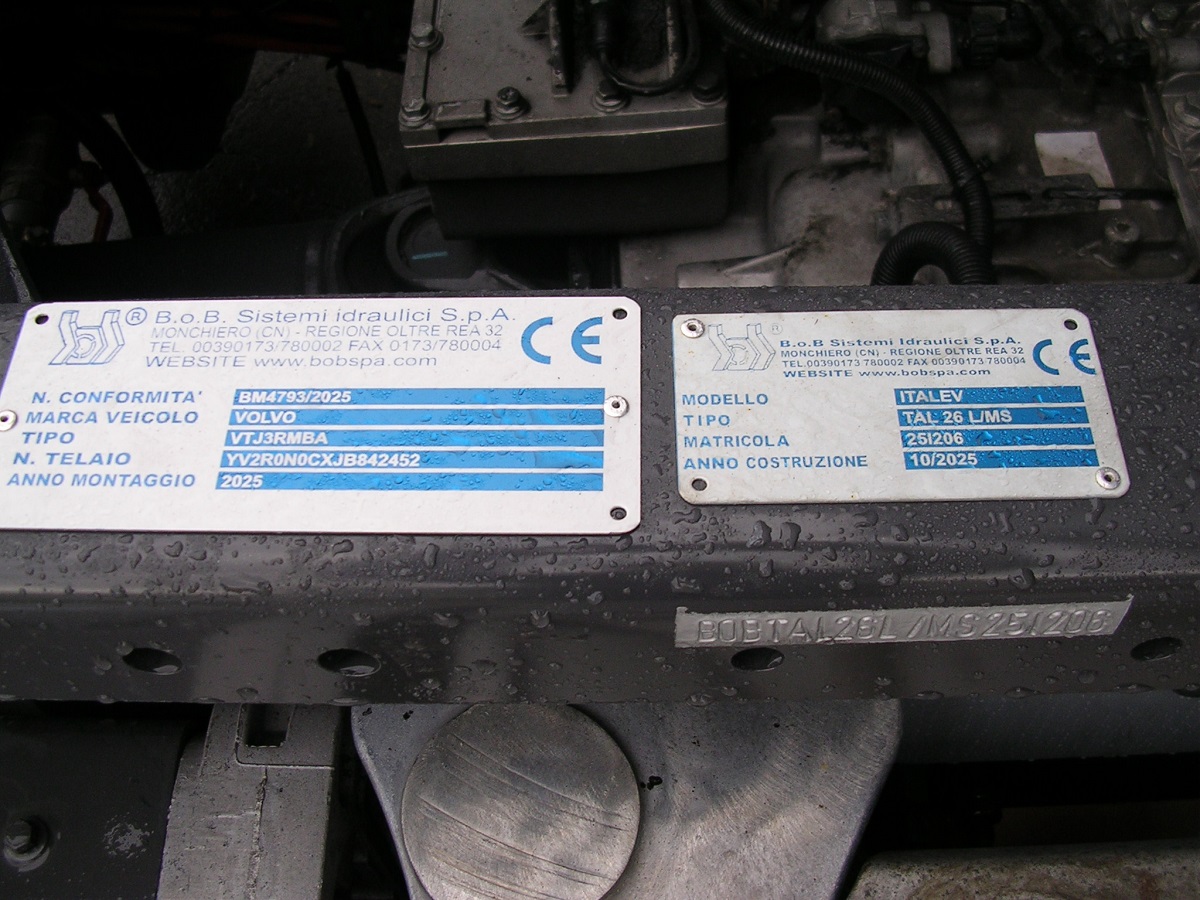 ® B.o.B. Sistemi idraulici S.p.A.
MONCHIERO (CN) - REGIONE OLTRE REA 32
TEL. 00390173/780002 FAX 0173/780004
WEBSITE www.bobspa.com
CE
N. CONFORMITA' BM4793/2025
MARCA VEICOLO VOLVO
TIPO VTJ3RMBA
N. TELAIO YV2R0N0CXJB842452
ANNO MONTAGGIO 2025
® B.o.B Sistemi Idraulici S.p.A.
MONCHIERO (CN) - REGIONE OLTRE REA 32
TEL.00390173 780002 FAX 00390173 780004
WEBSITE www.bobspa.com
CE
MODELLO ITALEV
TIPO TAL 26 L/MS
MATRICOLA 25I206
ANNO COSTRUZIONE 10/2025
BOBTAL26L/MS25I206